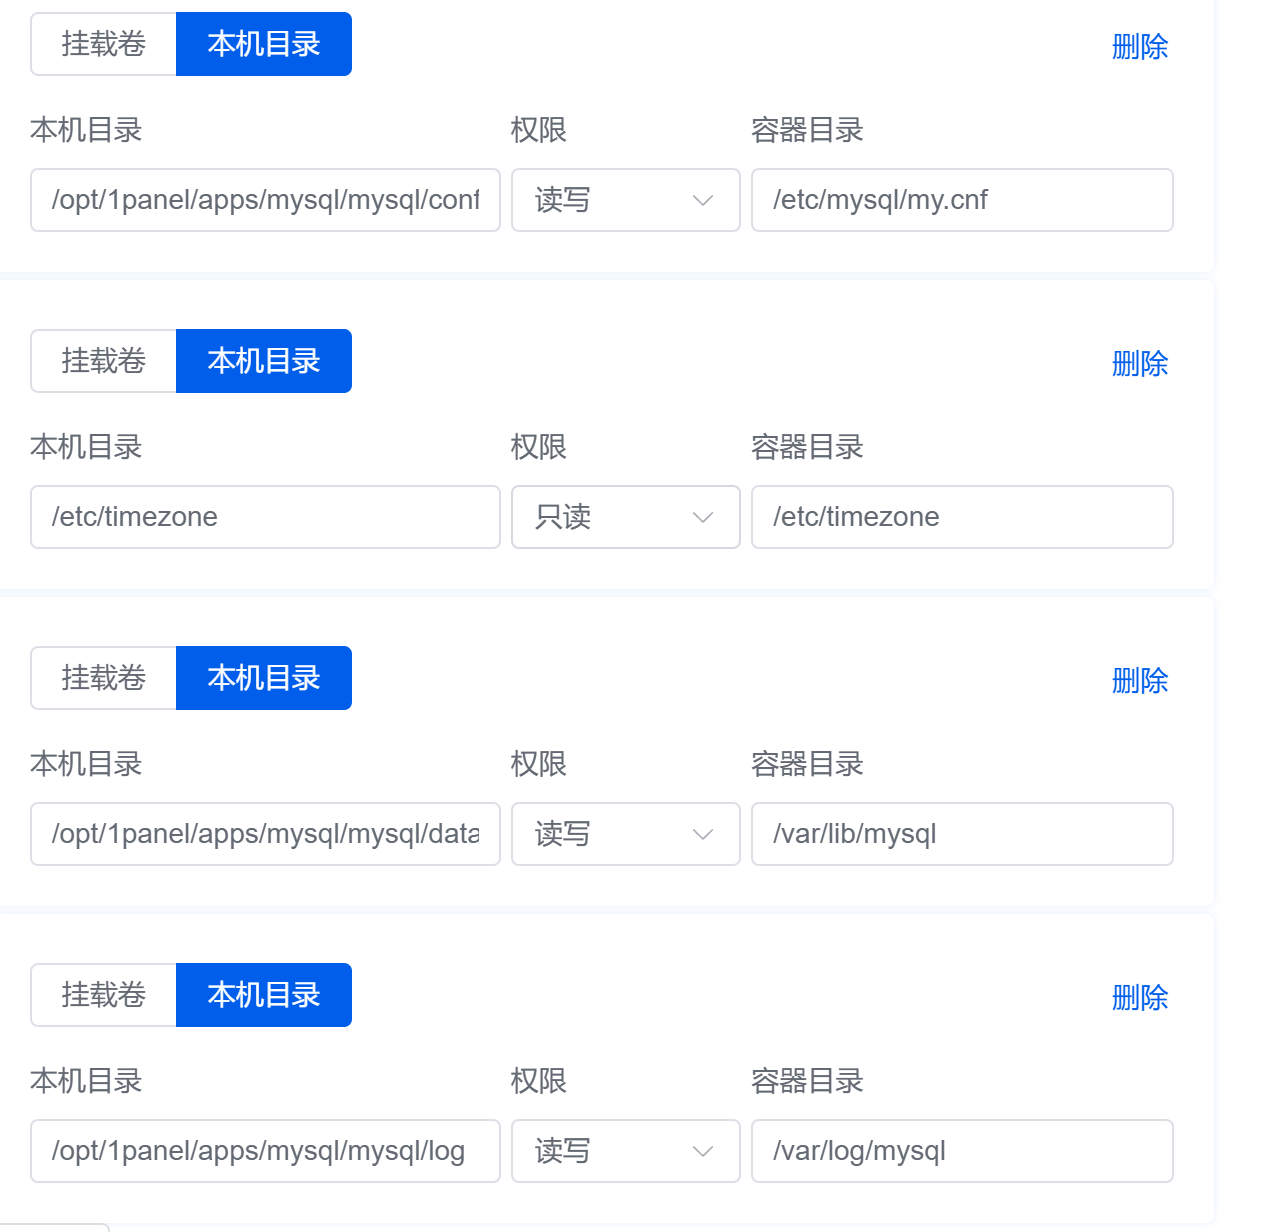 挂载卷 本机目录 删除
本机目录 权限 容器目录
/opt/1panel/apps/mysql/mysql/conf 读写 /etc/mysql/my.cnf
挂载卷 本机目录 删除
本机目录 权限 容器目录
/etc/timezone 只读 /etc/timezone
挂载卷 本机目录 删除
本机目录 权限 容器目录
/opt/1panel/apps/mysql/mysql/data 读写 /var/lib/mysql
挂载卷 本机目录 删除
本机目录 权限 容器目录
/opt/1panel/apps/mysql/mysql/log 读写 /var/log/mysql